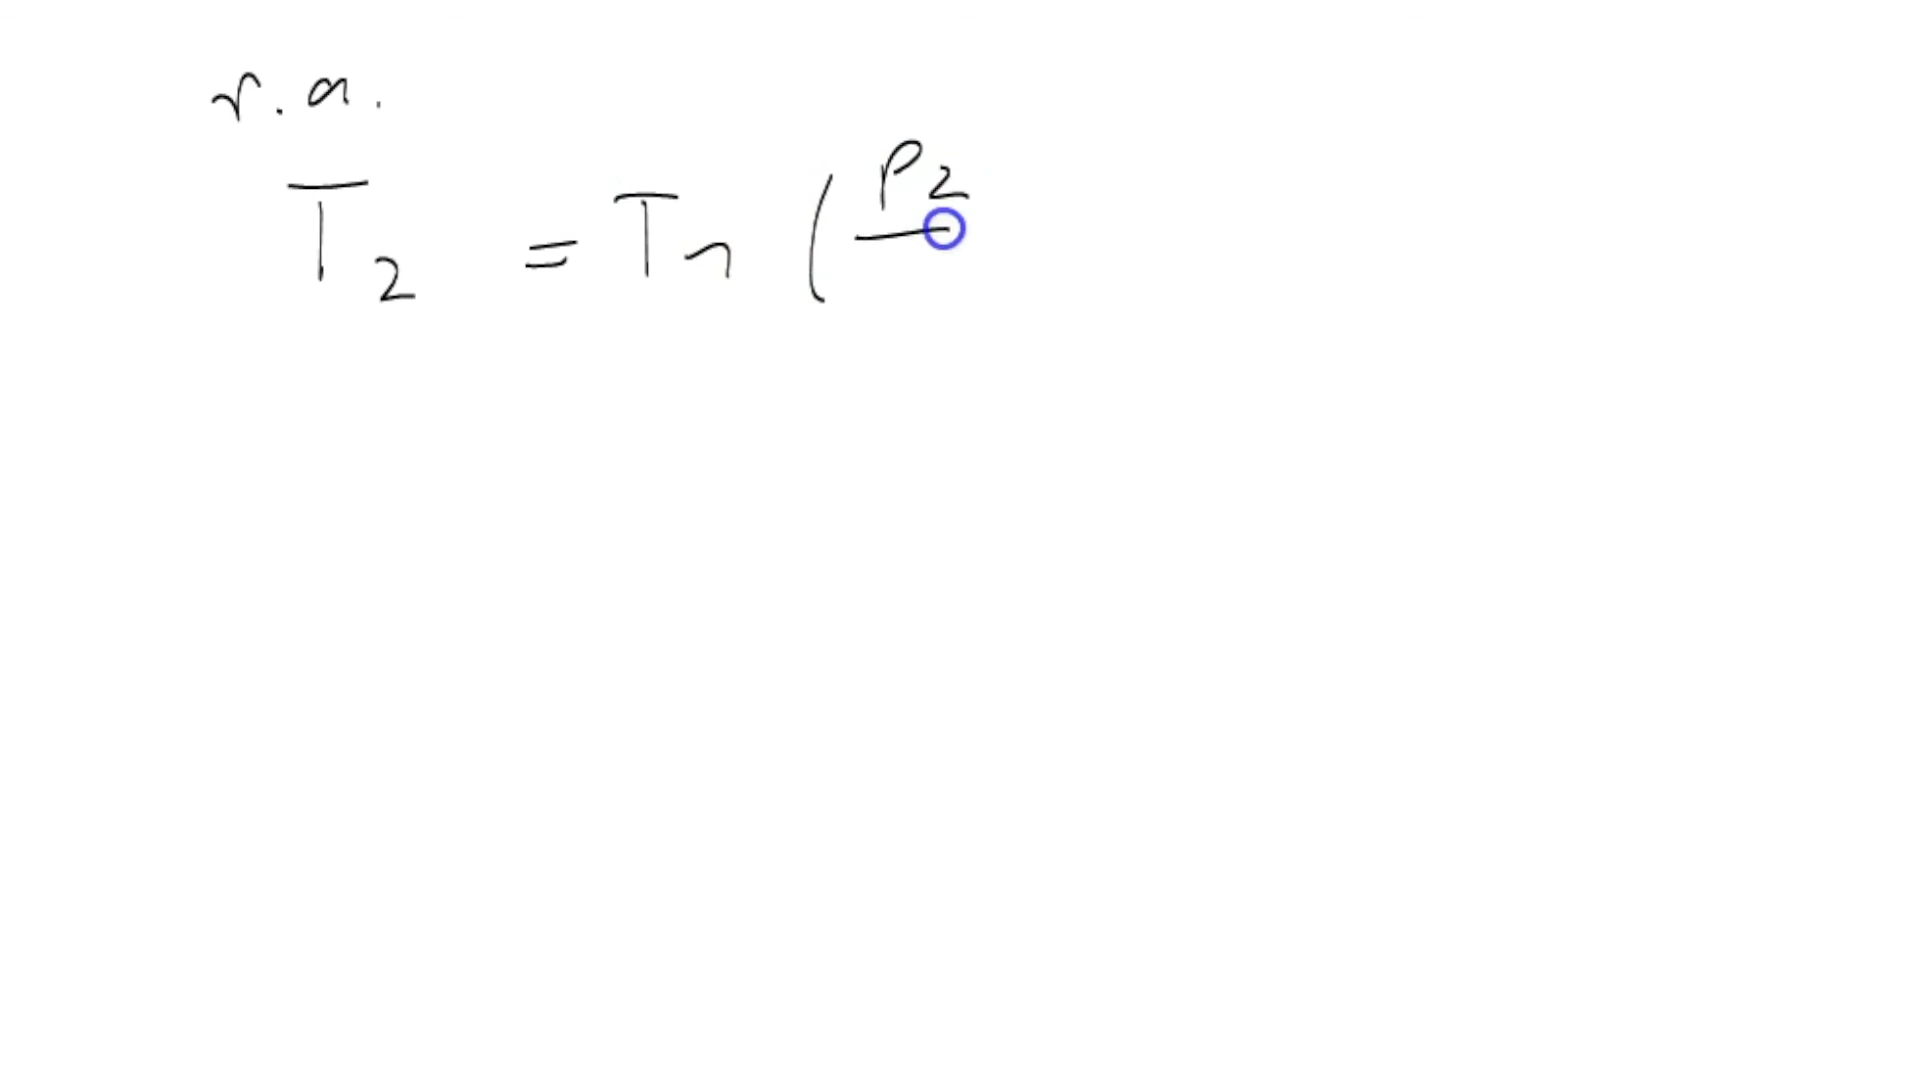 r.a.
T₂ = T₁ (P₂